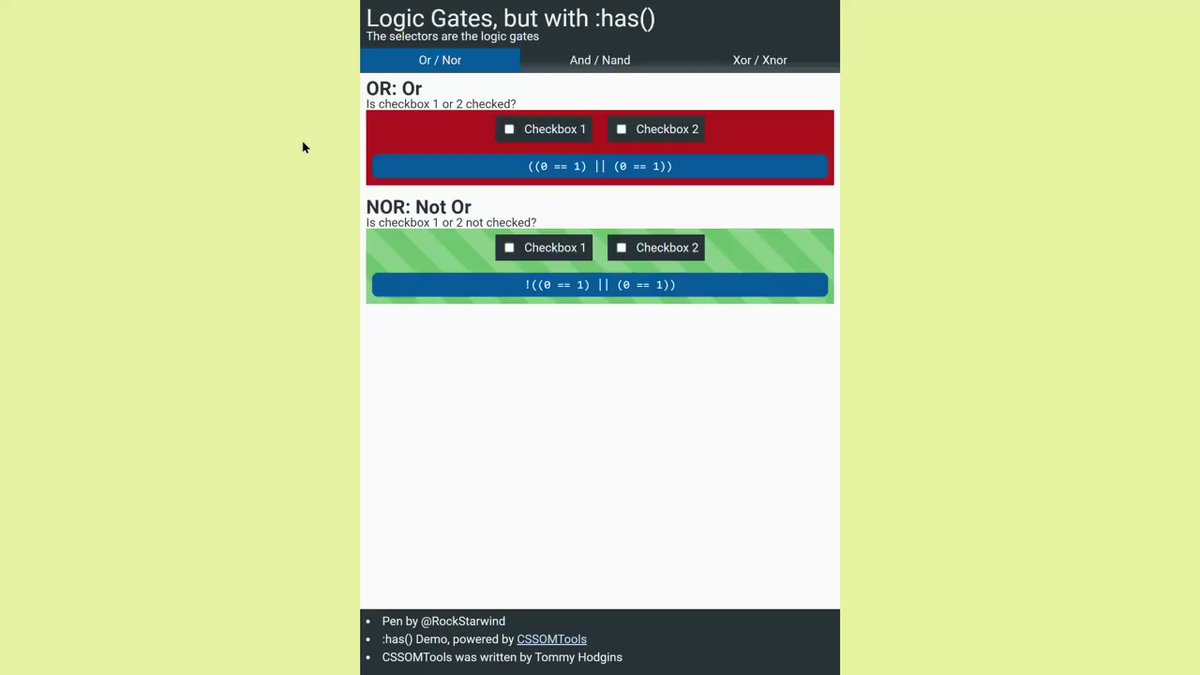 Logic Gates, but with :has()
The selectors are the logic gates
Or / Nor And / Nand Xor / Xnor
OR: Or
Is checkbox 1 or 2 checked?
Checkbox 1 Checkbox 2
((0 == 1) || (0 == 1))
NOR: Not Or
Is checkbox 1 or 2 not checked?
Checkbox 1 Checkbox 2
!((0 == 1) || (0 == 1))
Pen by @RockStarwind
:has() Demo, powered by CSSOMTools
CSSOMTools was written by Tommy Hodgins